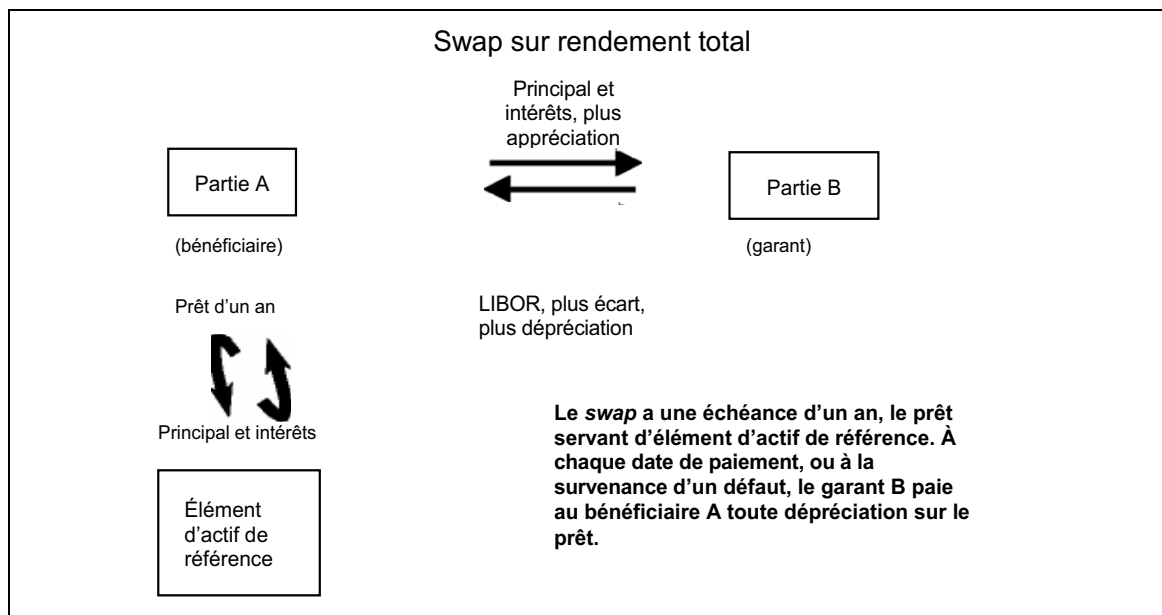 Swap sur rendement total
Principal et
intérêts, plus
appréciation
Partie A
Partie B
(bénéficiaire)
(garant)
Prêt d’un an
LIBOR, plus écart,
plus dépréciation
Principal et intérêts
Le swap a une échéance d’un an, le prêt
servant d’élément d’actif de référence. À
chaque date de paiement, ou à la
survenance d’un défaut, le garant B paie
au bénéficiaire A toute dépréciation sur le
prêt.
Élément
d’actif de
référence